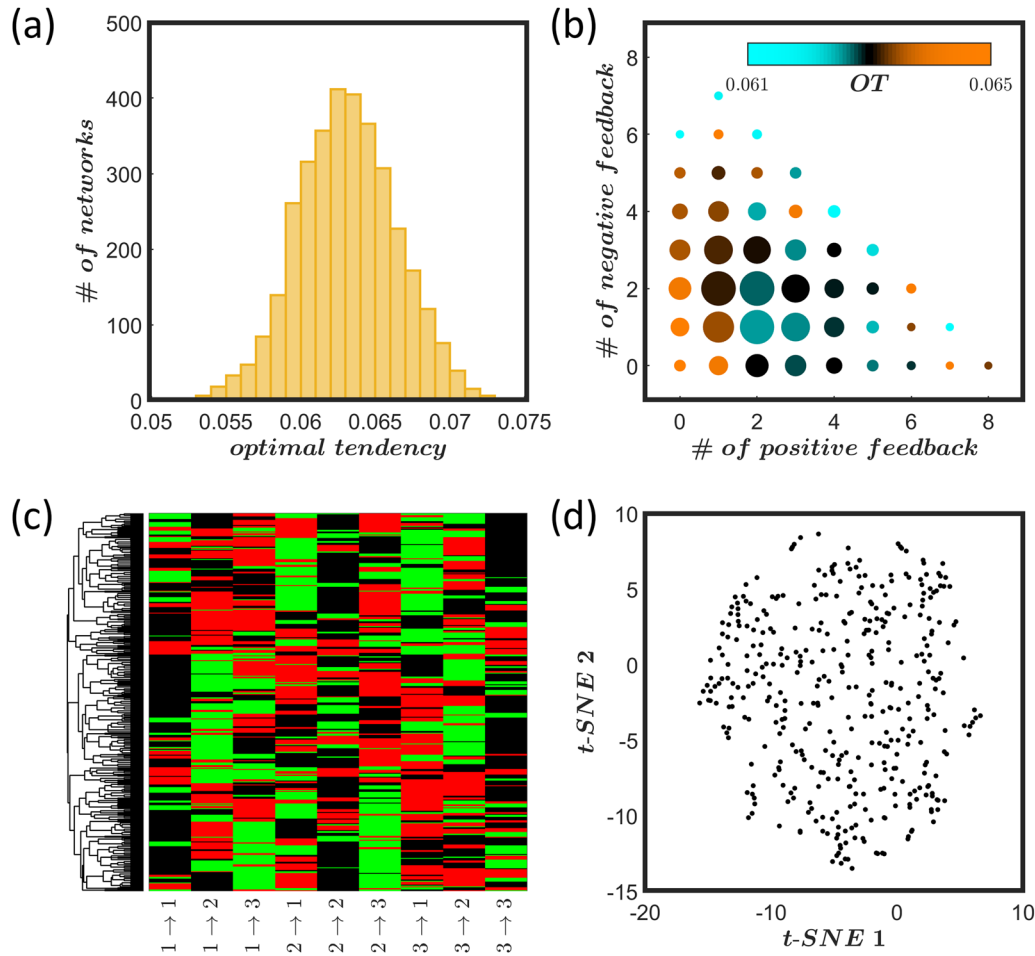 (a)
500
400
300
200
100
0
# of networks
0.05 0.055 0.06 0.065 0.07 0.075
optimal tendency
(b)
0.061 OT 0.065
8
6
4
2
0
# of negative feedback
0 2 4 6 8
# of positive feedback
(c)
1 → 1
1 → 2
1 → 3
2 → 1
2 → 2
2 → 3
3 → 1
3 → 2
3 → 3
(d)
10
5
0
-5
-10
-15
t-SNE 2
-20 -10 0 10
t-SNE 1